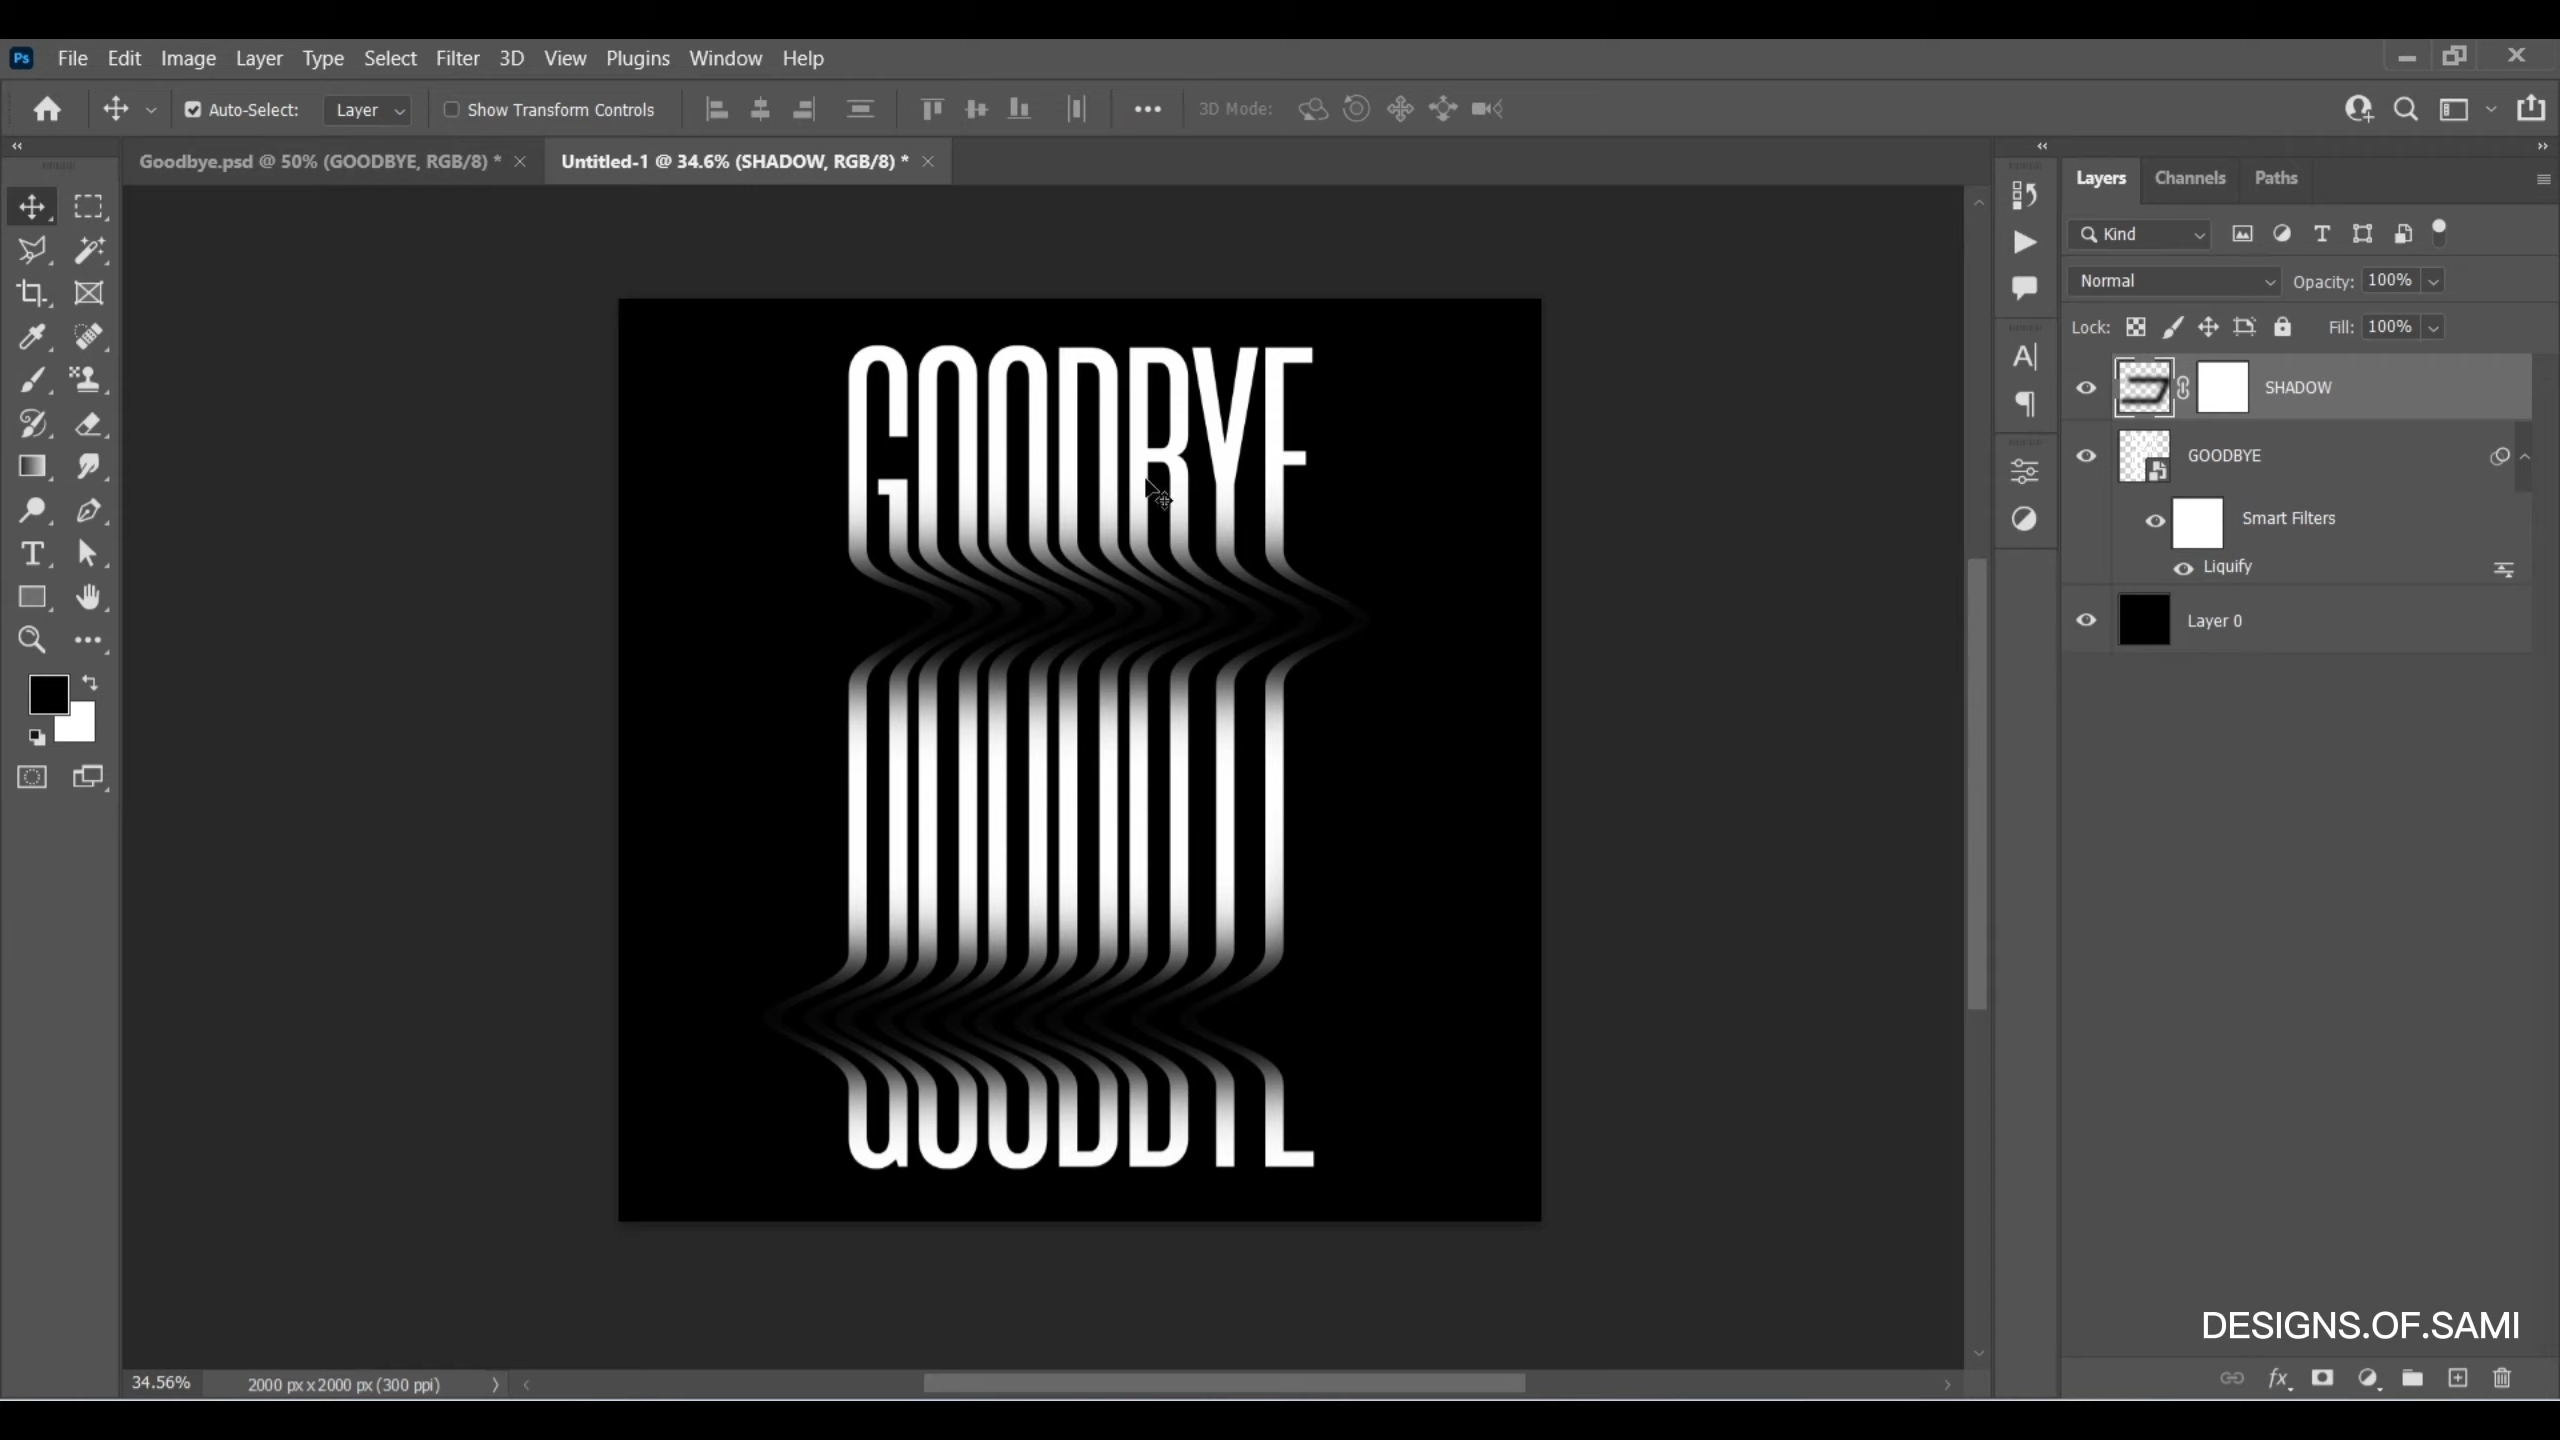 Ps File Edit Image Layer Type Select Filter 3D View Plugins Window Help
Auto-Select: Layer Show Transform Controls 3D Mode:
Goodbye.psd @ 50% (GOODBYE, RGB/8) * Untitled-1 @ 34.6% (SHADOW, RGB/8) *
Layers Channels Paths
Kind
Normal Opacity: 100%
Lock: Fill: 100%
SHADOW
GOODBYE
Smart Filters
Liquify
Layer 0
GOODBYE
DESIGNS.OF.SAMI
34.56% 2000 px x 2000 px (300 ppi)